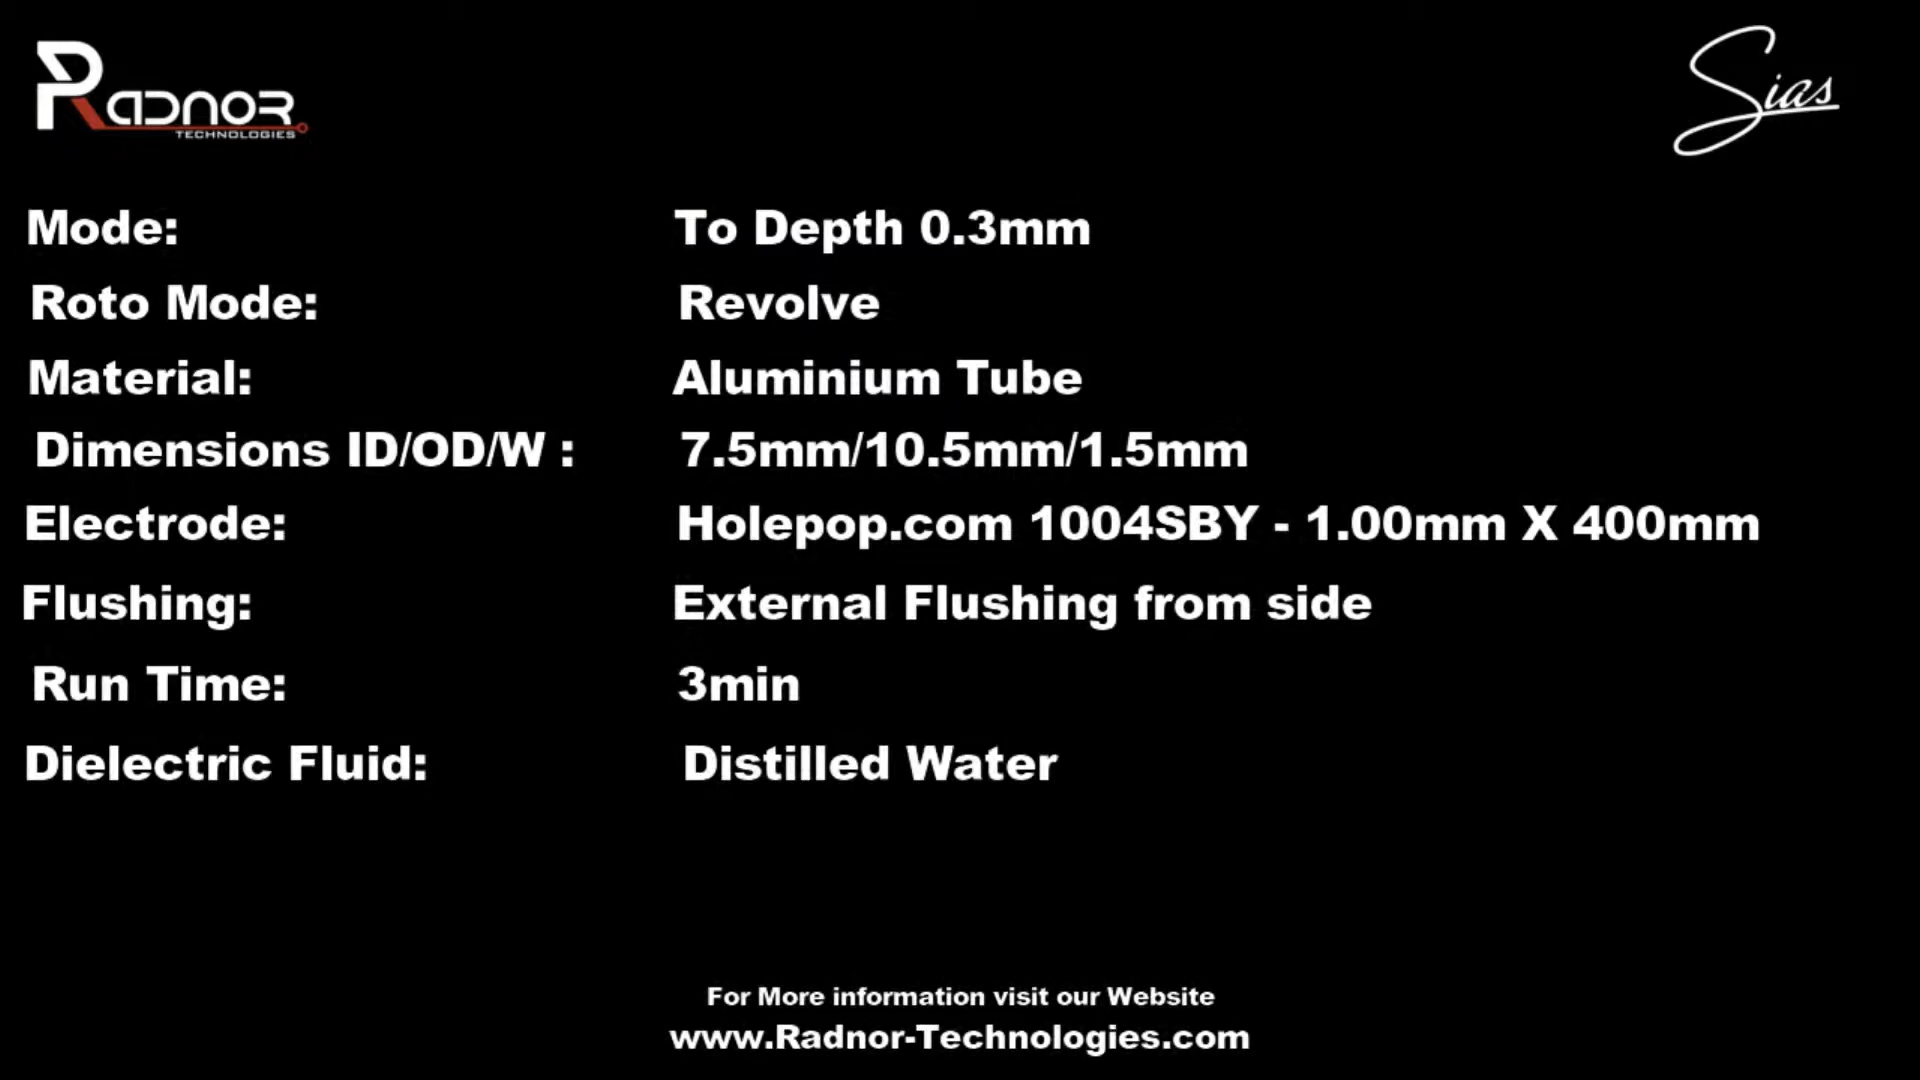 RADNOR
TECHNOLOGIES
Sias
Mode: To Depth 0.3mm
Roto Mode: Revolve
Material: Aluminium Tube
Dimensions ID/OD/W : 7.5mm/10.5mm/1.5mm
Electrode: Holepop.com 1004SBY - 1.00mm X 400mm
Flushing: External Flushing from side
Run Time: 3min
Dielectric Fluid: Distilled Water
For More information visit our Website
www.Radnor-Technologies.com